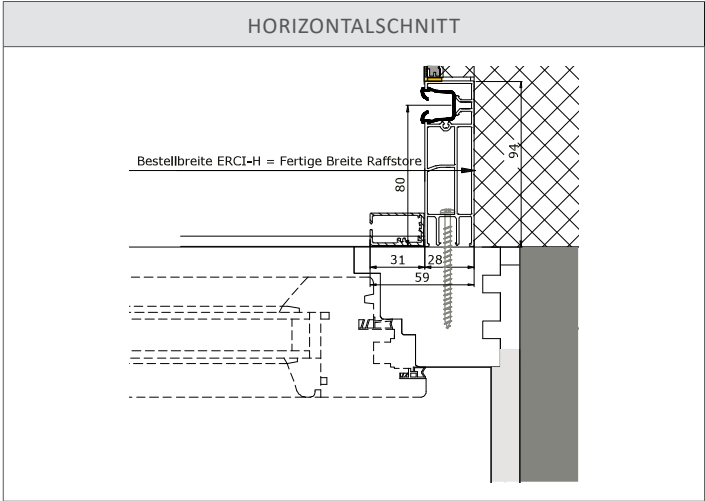 HORIZONTALSCHNITT
Bestellbreite ERCI-H = Fertige Breite Raffstore
94
80
31
28
59